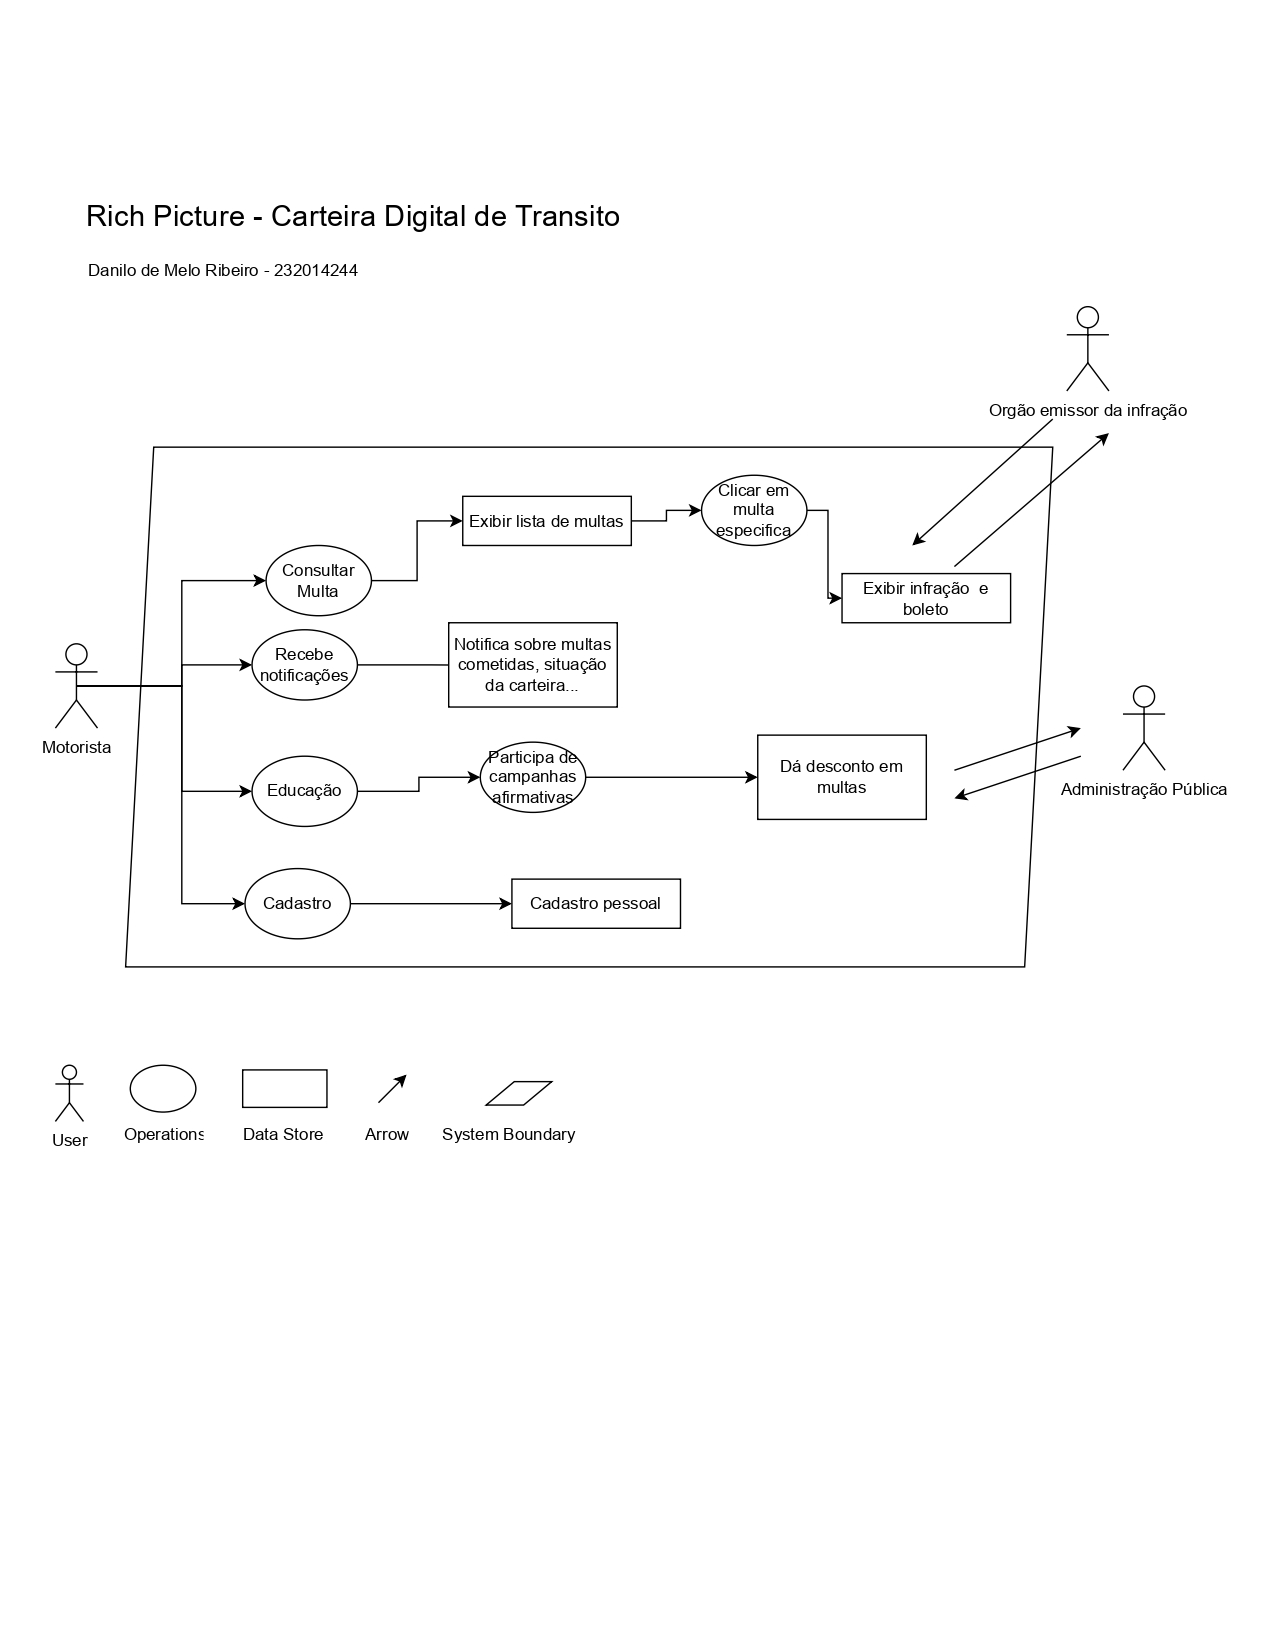 Rich Picture - Carteira Digital de Transito
Danilo de Melo Ribeiro - 232014244
Orgão emissor da infração
Clicar em
multa
especifica
Exibir lista de multas
Consultar
Multa
Exibir infração e
boleto
Recebe
notificações
Notifica sobre multas
cometidas, situação
da carteira...
Motorista
Participa de
campanhas
afirmativas
Dá desconto em
multas
Educação
Administração Pública
Cadastro
Cadastro pessoal
User
Operations
Data Store
Arrow
System Boundary